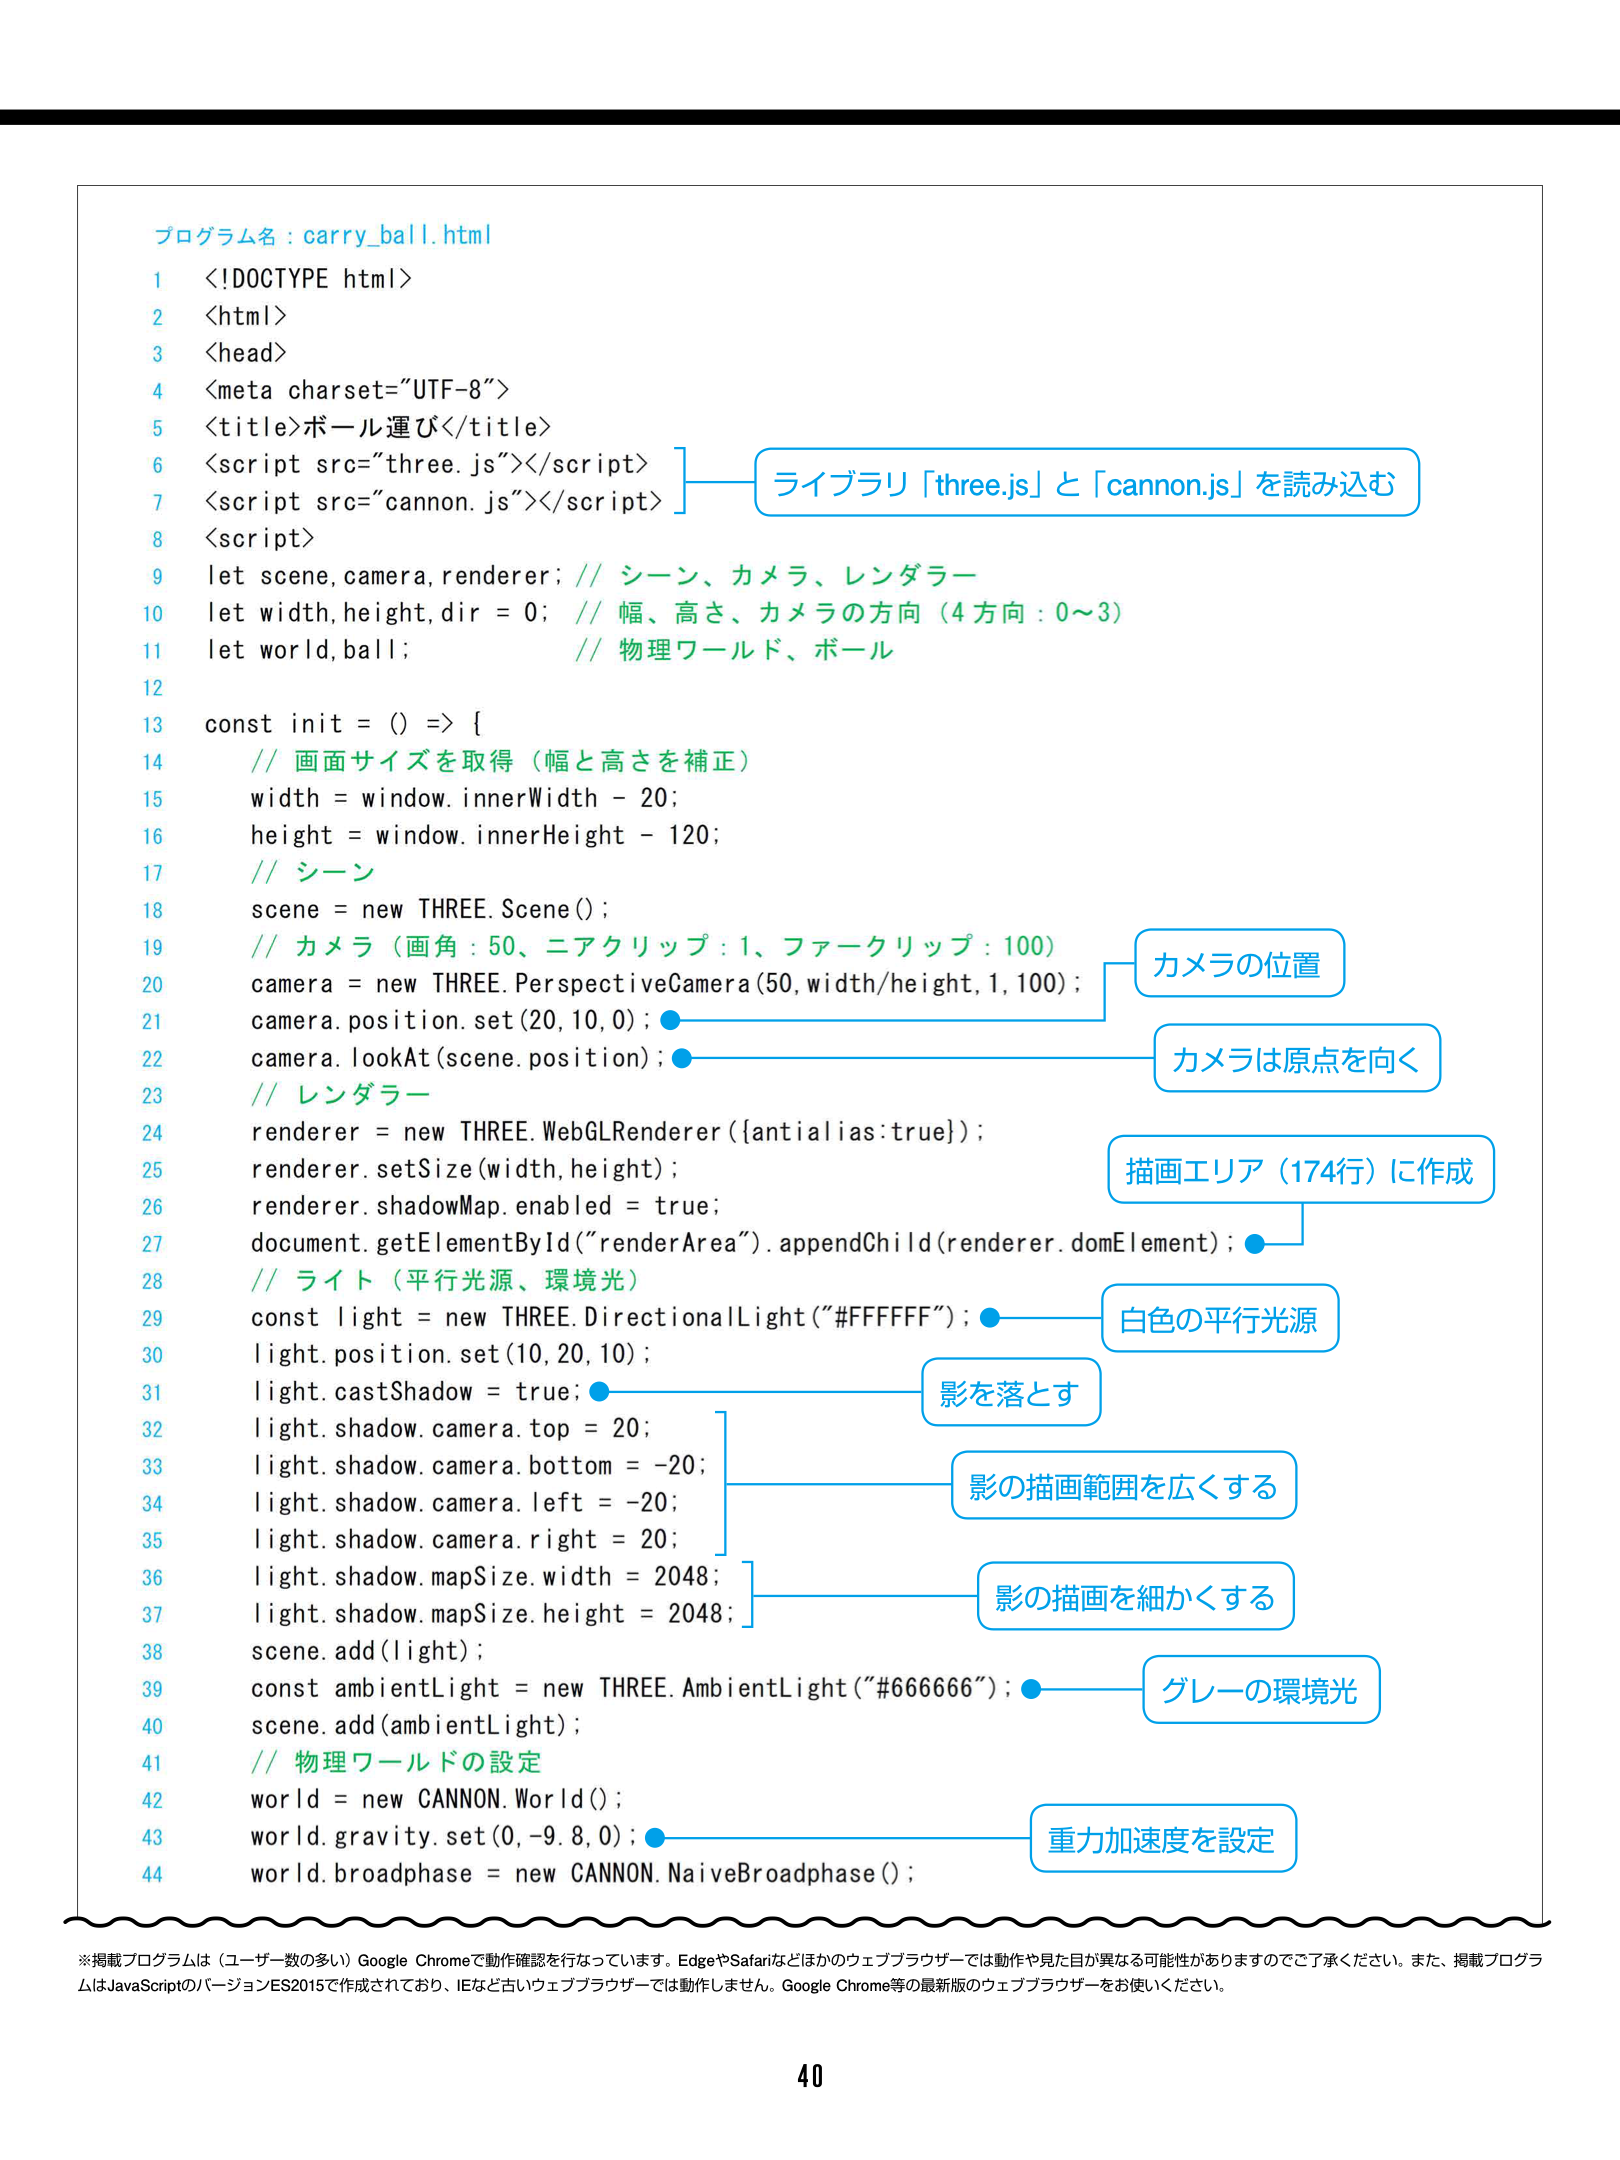 プログラム名：carry_ball.html
1 <!DOCTYPE html>
2 <html>
3 <head>
4 <meta charset="UTF-8">
5 <title>ボール運び</title>
6 <script src="three.js"></script>
7 <script src="cannon.js"></script>
ライブラリ「three.js」と「cannon.js」を読み込む
8 <script>
9 let scene,camera,renderer; // シーン、カメラ、レンダラー
10 let width,height,dir = 0; // 幅、高さ、カメラの方向（4方向：0～3）
11 let world,ball; // 物理ワールド、ボール
12
13 const init = () => {
14 // 画面サイズを取得（幅と高さを補正）
15 width = window.innerWidth - 20;
16 height = window.innerHeight - 120;
17 // シーン
18 scene = new THREE.Scene();
19 // カメラ（画角：50、ニアクリップ：1、ファークリップ：100）
20 camera = new THREE.PerspectiveCamera(50,width/height,1,100);
21 camera.position.set(20,10,0);
カメラの位置
22 camera.lookAt(scene.position);
カメラは原点を向く
23 // レンダラー
24 renderer = new THREE.WebGLRenderer({antialias:true});
25 renderer.setSize(width,height);
26 renderer.shadowMap.enabled = true;
27 document.getElementById("renderArea").appendChild(renderer.domElement);
描画エリア（174行）に作成
28 // ライト（平行光源、環境光）
29 const light = new THREE.DirectionalLight("#FFFFFF");
白色の平行光源
30 light.position.set(10,20,10);
31 light.castShadow = true;
影を落とす
32 light.shadow.camera.top = 20;
33 light.shadow.camera.bottom = -20;
34 light.shadow.camera.left = -20;
35 light.shadow.camera.right = 20;
影の描画範囲を広くする
36 light.shadow.mapSize.width = 2048;
37 light.shadow.mapSize.height = 2048;
影の描画を細かくする
38 scene.add(light);
39 const ambientLight = new THREE.AmbientLight("#666666");
グレーの環境光
40 scene.add(ambientLight);
41 // 物理ワールドの設定
42 world = new CANNON.World();
43 world.gravity.set(0,-9.8,0);
重力加速度を設定
44 world.broadphase = new CANNON.NaiveBroadphase();
※掲載プログラムは（ユーザー数の多い）Google Chromeで動作確認を行なっています。EdgeやSafariなどほかのウェブブラウザーでは動作や見た目が異なる可能性がありますのでご了承ください。また、掲載プログラ
ムはJavaScriptのバージョンES2015で作成されており、IEなど古いウェブブラウザーでは動作しません。Google Chrome等の最新版のウェブブラウザーをお使いください。
40